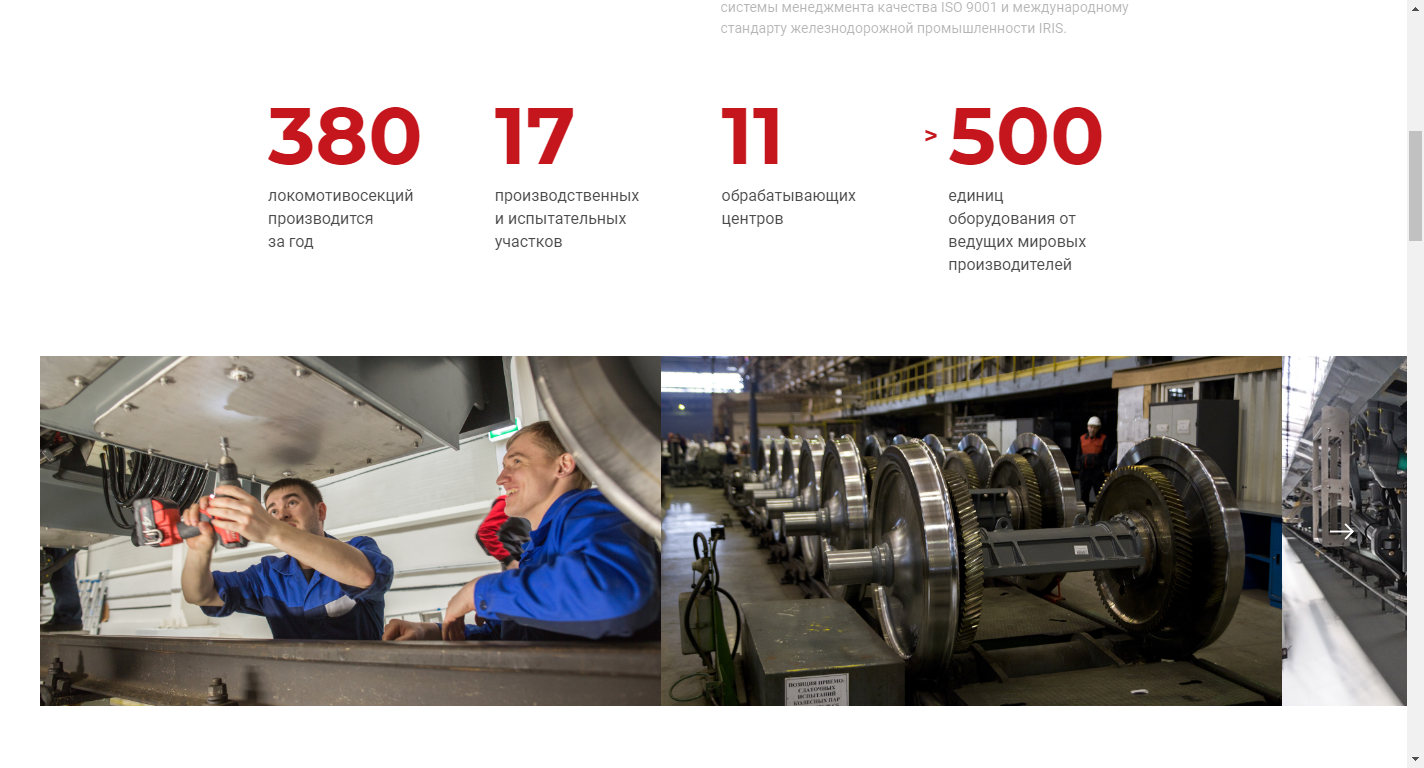 системы менеджмента качества ISO 9001 и международному
стандарту железнодорожной промышленности IRIS.
380
локомотивосекций
производится
за год
17
производственных
и испытательных
участков
11
обрабатывающих
центров
> 500
единиц
оборудования от
ведущих мировых
производителей
ПОЗИЦИЯ ПРИЕМО-
СДАТОЧНЫХ
ИСПЫТАНИЙ
КОЛЕСНЫХ ПАР